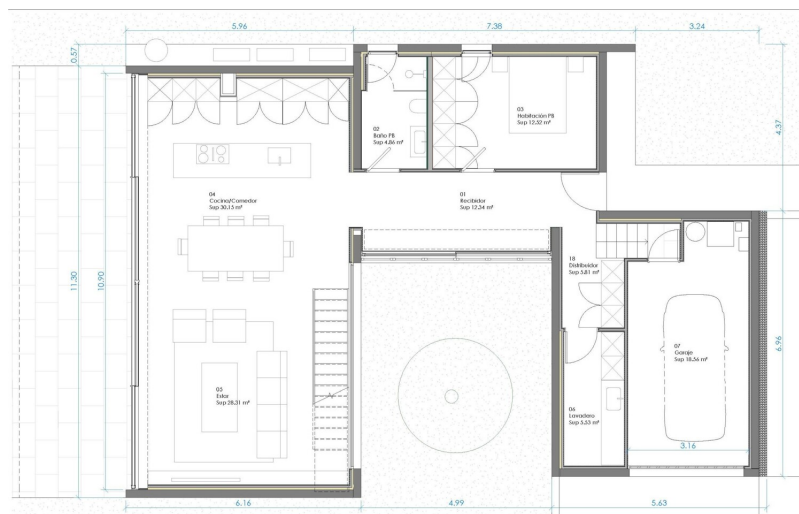 5.96
7.38
3.24
0.57
03
Habitación PB
Sup 12.52 m²
02
Baño PB
Sup 4.86 m²
4.37
04
Cocina/Comedor
Sup 30.15 m²
01
Recibidor
Sup 12.34 m²
18
Distribuidor
Sup 5.81 m²
11.30
10.90
07
Garaje
Sup 18.56 m²
6.96
05
Estar
Sup 28.31 m²
06
Lavadero
Sup 5.53 m²
3.16
6.16
4.99
5.63